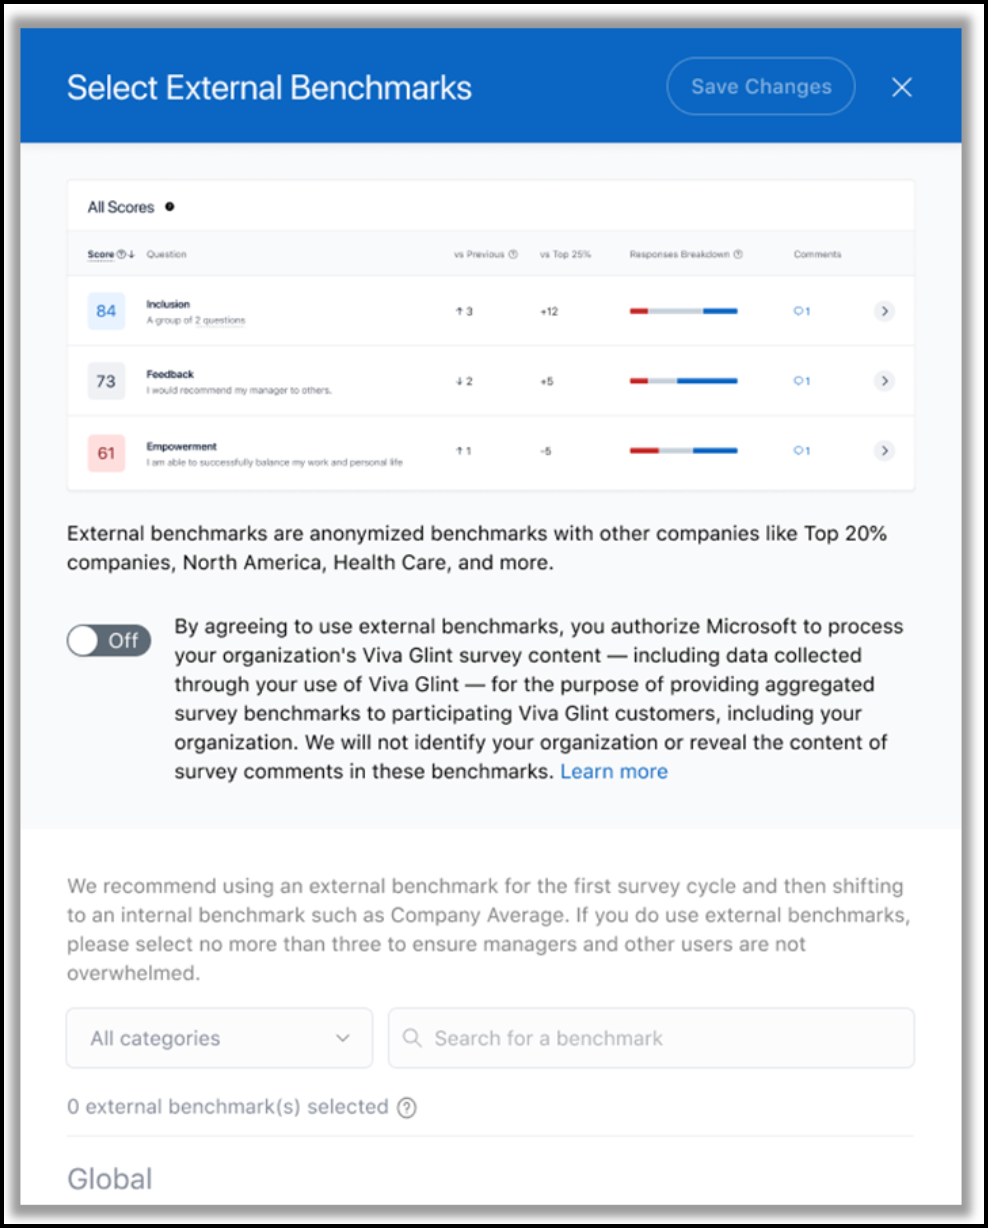 Select External Benchmarks
Save Changes
All Scores
Score Question vs Previous vs Top 25% Responses Breakdown Comments
84 Inclusion ↑ 3 +12 1
A group of 2 questions
73 Feedback ↓ 2 +5 1
I would recommend my manager to others.
61 Empowerment ↑ 1 -5 1
I am able to successfully balance my work and personal life
External benchmarks are anonymized benchmarks with other companies like Top 20%
companies, North America, Health Care, and more.
Off
By agreeing to use external benchmarks, you authorize Microsoft to process
your organization's Viva Glint survey content — including data collected
through your use of Viva Glint — for the purpose of providing aggregated
survey benchmarks to participating Viva Glint customers, including your
organization. We will not identify your organization or reveal the content of
survey comments in these benchmarks. Learn more
We recommend using an external benchmark for the first survey cycle and then shifting
to an internal benchmark such as Company Average. If you do use external benchmarks,
please select no more than three to ensure managers and other users are not
overwhelmed.
All categories
Search for a benchmark
0 external benchmark(s) selected
Global